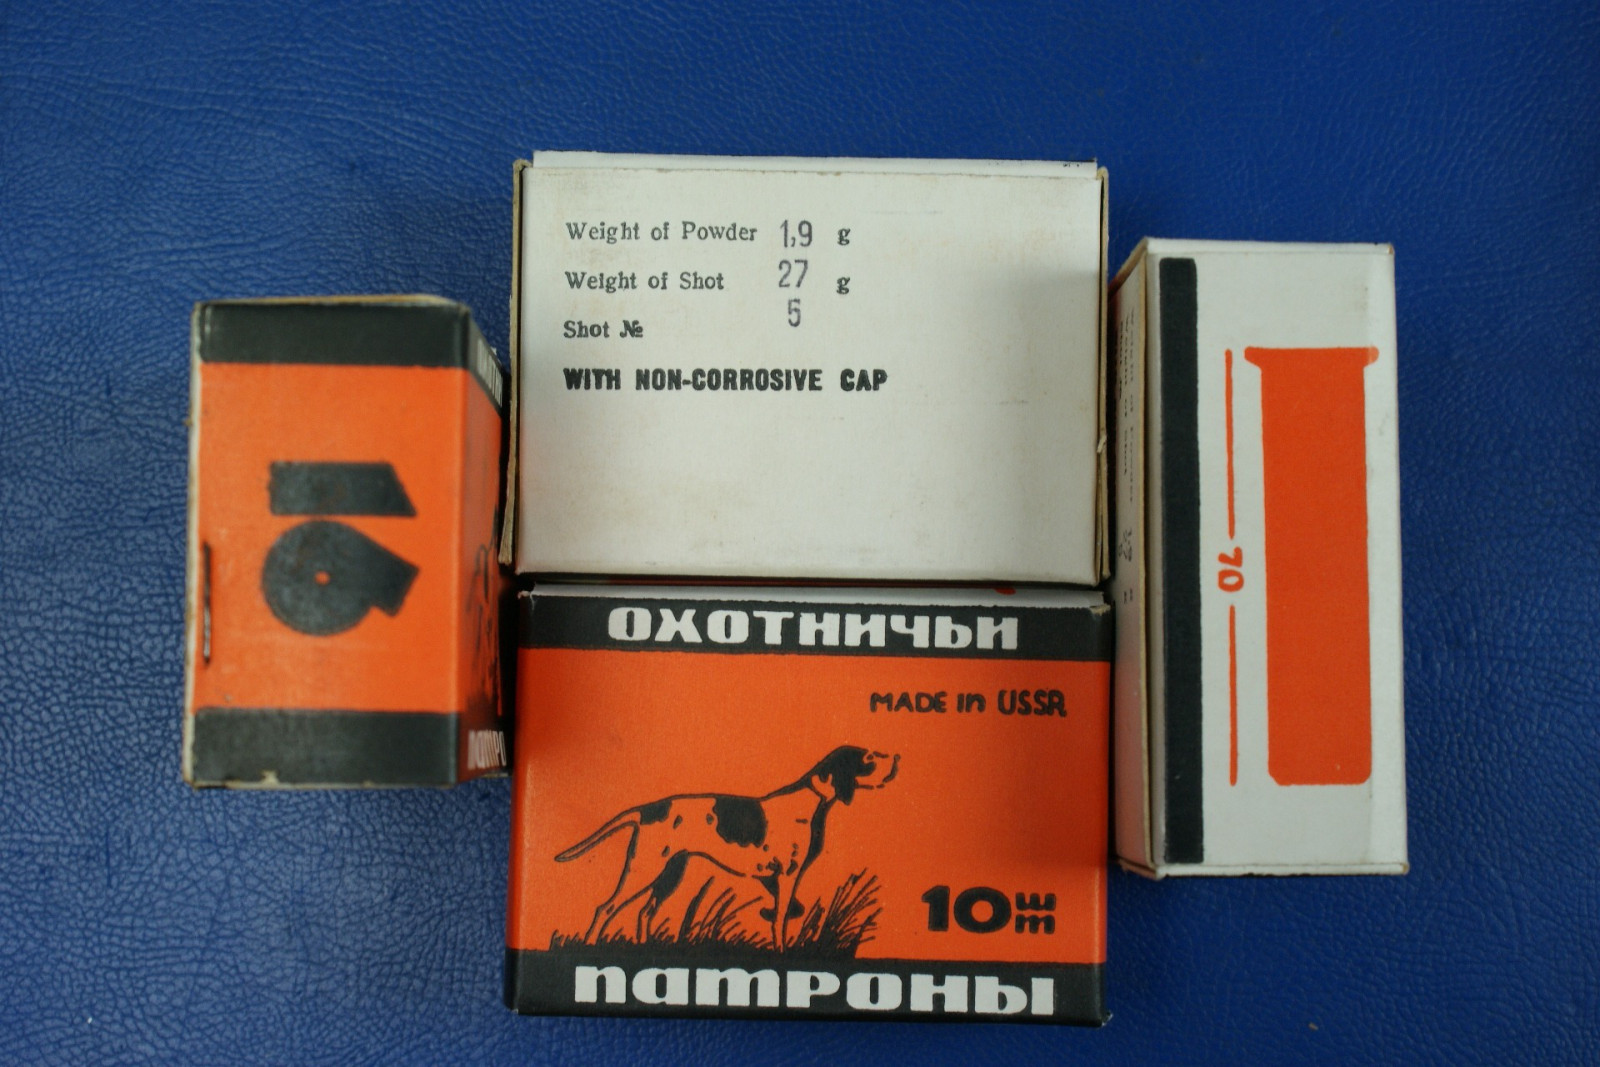 16
Weight of Powder 1,9 g
Weight of Shot 27 g
Shot № 5
WITH NON-CORROSIVE CAP
ОХОТНИЧЬИ
MADE in USSR
10 шт
патроны
70